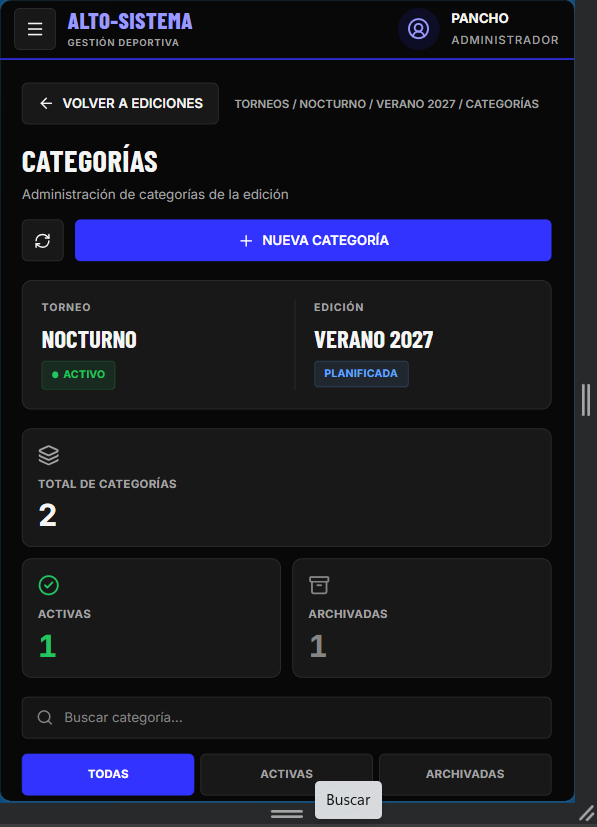 ALTO-SISTEMA
GESTIÓN DEPORTIVA
PANCHO
ADMINISTRADOR
VOLVER A EDICIONES
TORNEOS / NOCTURNO / VERANO 2027 / CATEGORÍAS
CATEGORÍAS
Administración de categorías de la edición
NUEVA CATEGORÍA
TORNEO
NOCTURNO
ACTIVO
EDICIÓN
VERANO 2027
PLANIFICADA
TOTAL DE CATEGORÍAS
2
ACTIVAS
1
ARCHIVADAS
1
Buscar categoría...
TODAS
ACTIVAS
ARCHIVADAS
Buscar